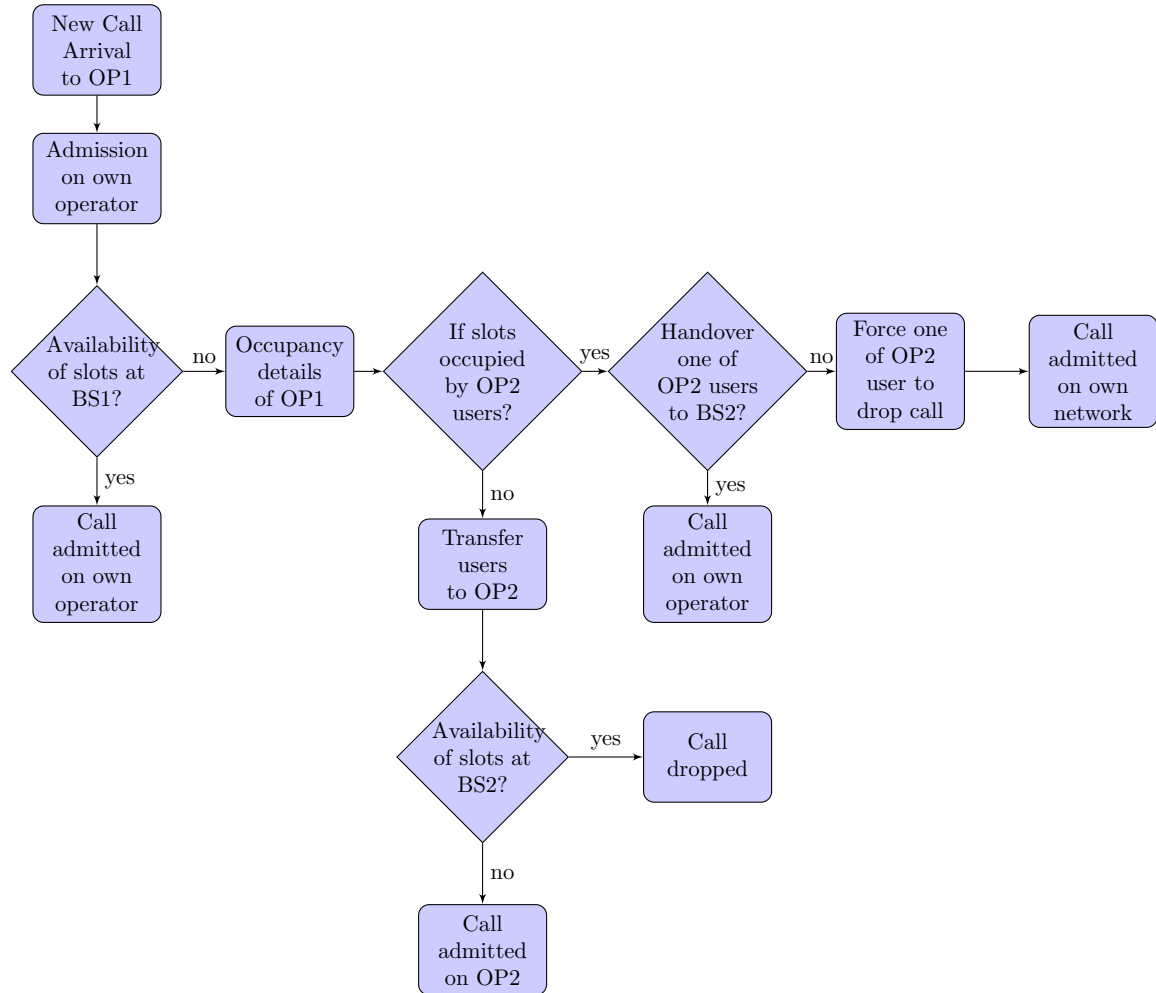 New Call
Arrival
to OP1
Admission
on own
operator
Availability
of slots at
BS1?
no
yes
Call
admitted
on own
operator
Occupancy
details
of OP1
If slots
occupied
by OP2
users?
yes
no
Handover
one of
OP2 users
to BS2?
no
yes
Force one
of OP2
user to
drop call
Call
admitted
on own
network
Call
admitted
on own
operator
Transfer
users
to OP2
Availability
of slots at
BS2?
yes
Call
dropped
no
Call
admitted
on OP2